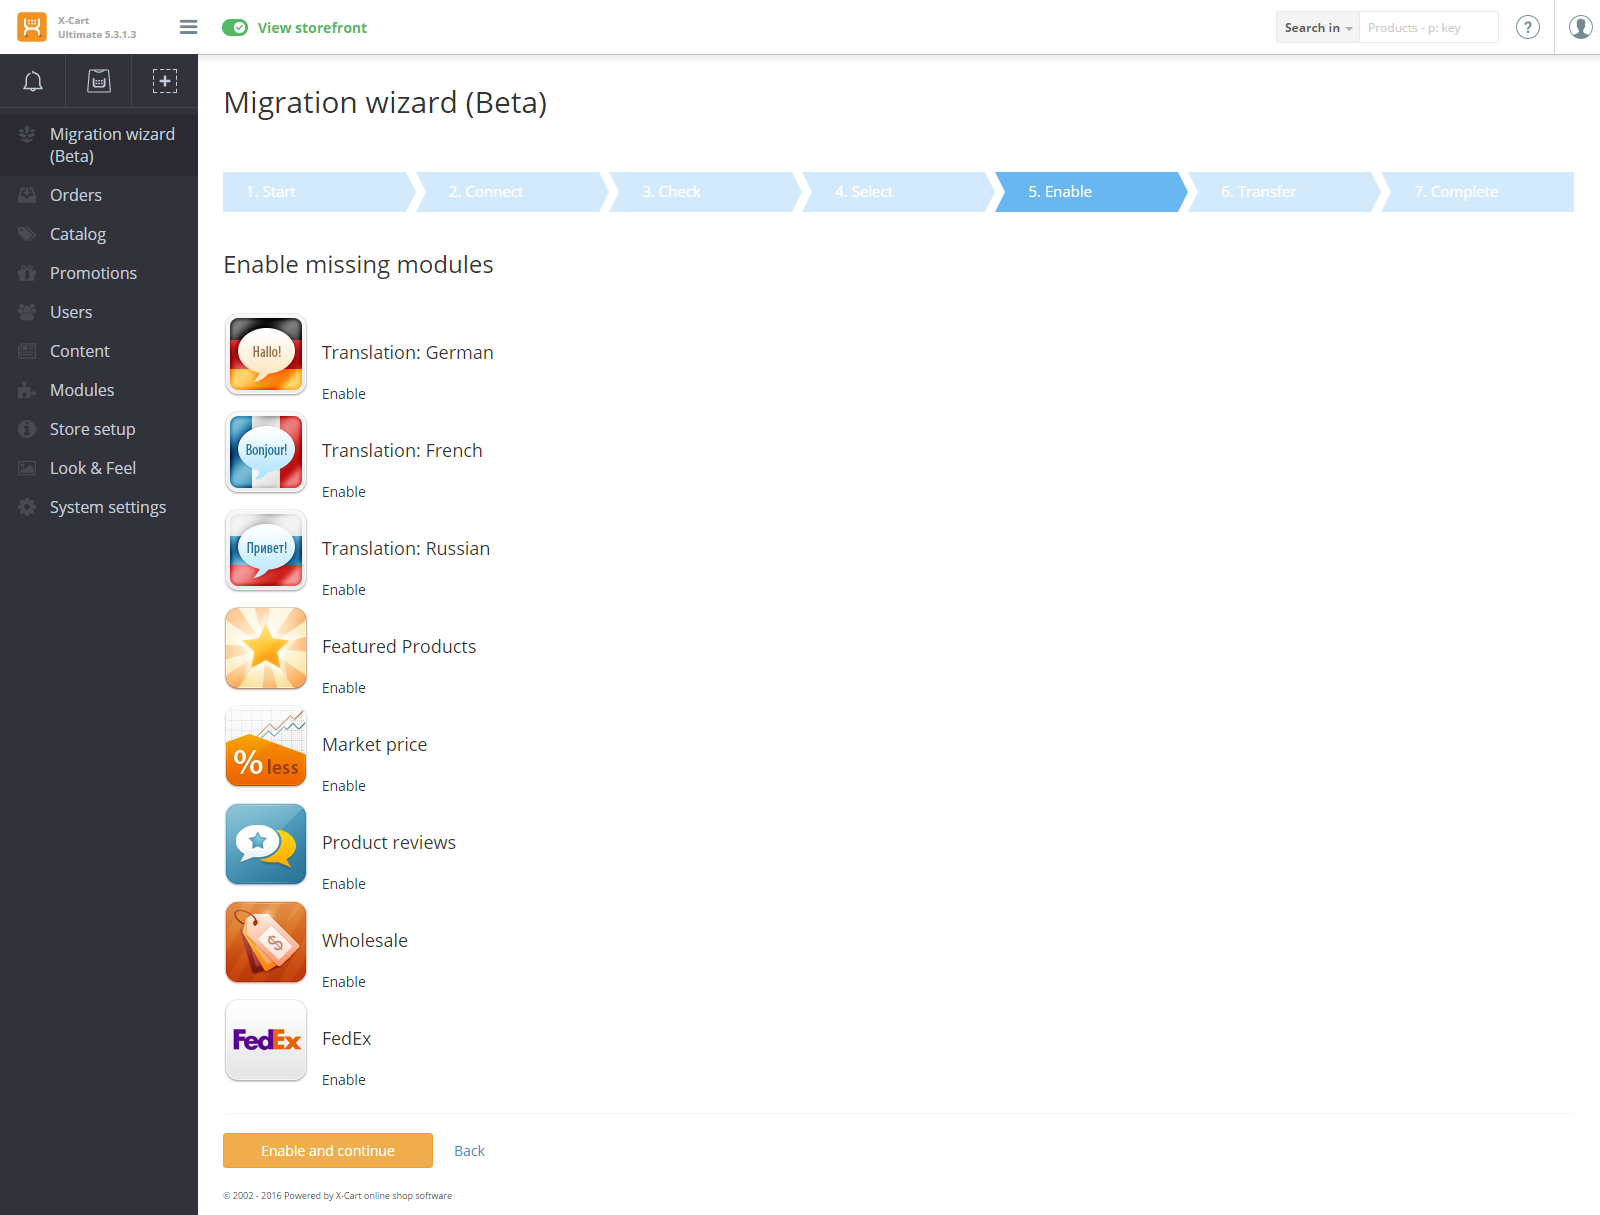 X-Cart
Ultimate 5.3.1.3
View storefront
Search in
Products - p: key
?
Migration wizard
(Beta)
Orders
Catalog
Promotions
Users
Content
Modules
Store setup
Look & Feel
System settings
Migration wizard (Beta)
1. Start
2. Connect
3. Check
4. Select
5. Enable
6. Transfer
7. Complete
Enable missing modules
Hallo!
Translation: German
Enable
Bonjour!
Translation: French
Enable
Привет!
Translation: Russian
Enable
Featured Products
Enable
% less
Market price
Enable
Product reviews
Enable
$
Wholesale
Enable
FedEx
FedEx
Enable
Enable and continue
Back
© 2002 - 2016 Powered by X-Cart online shop software